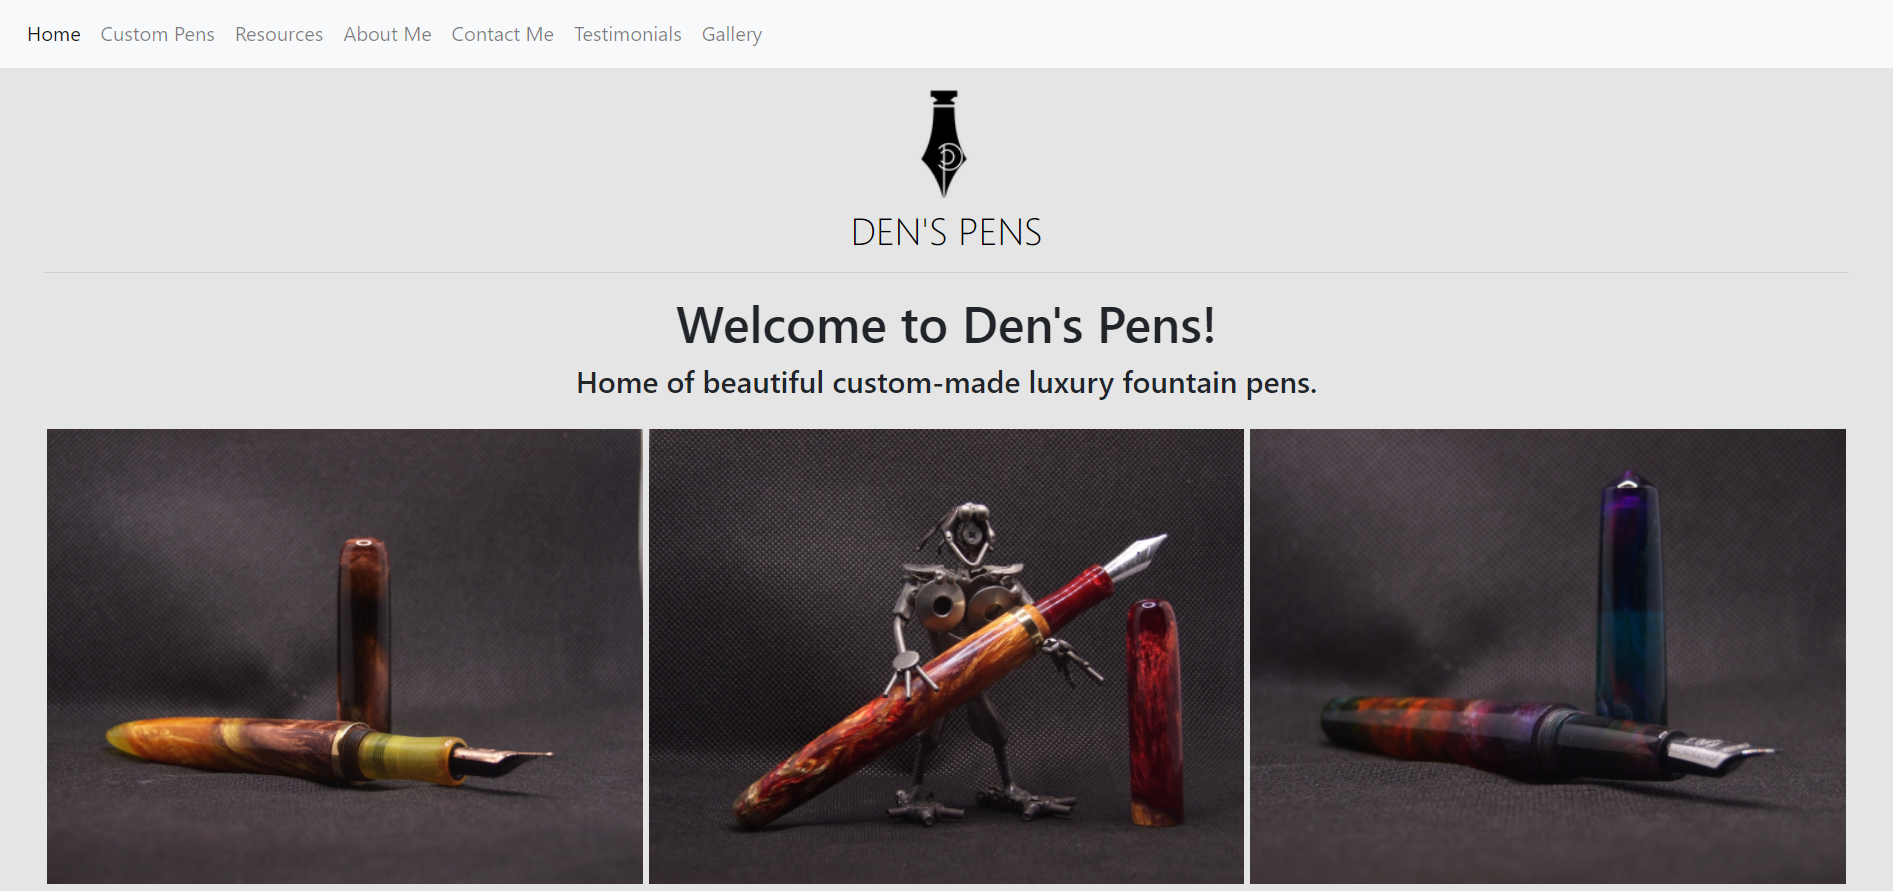 Home Custom Pens Resources About Me Contact Me Testimonials Gallery
DEN'S PENS
Welcome to Den's Pens!
Home of beautiful custom-made luxury fountain pens.